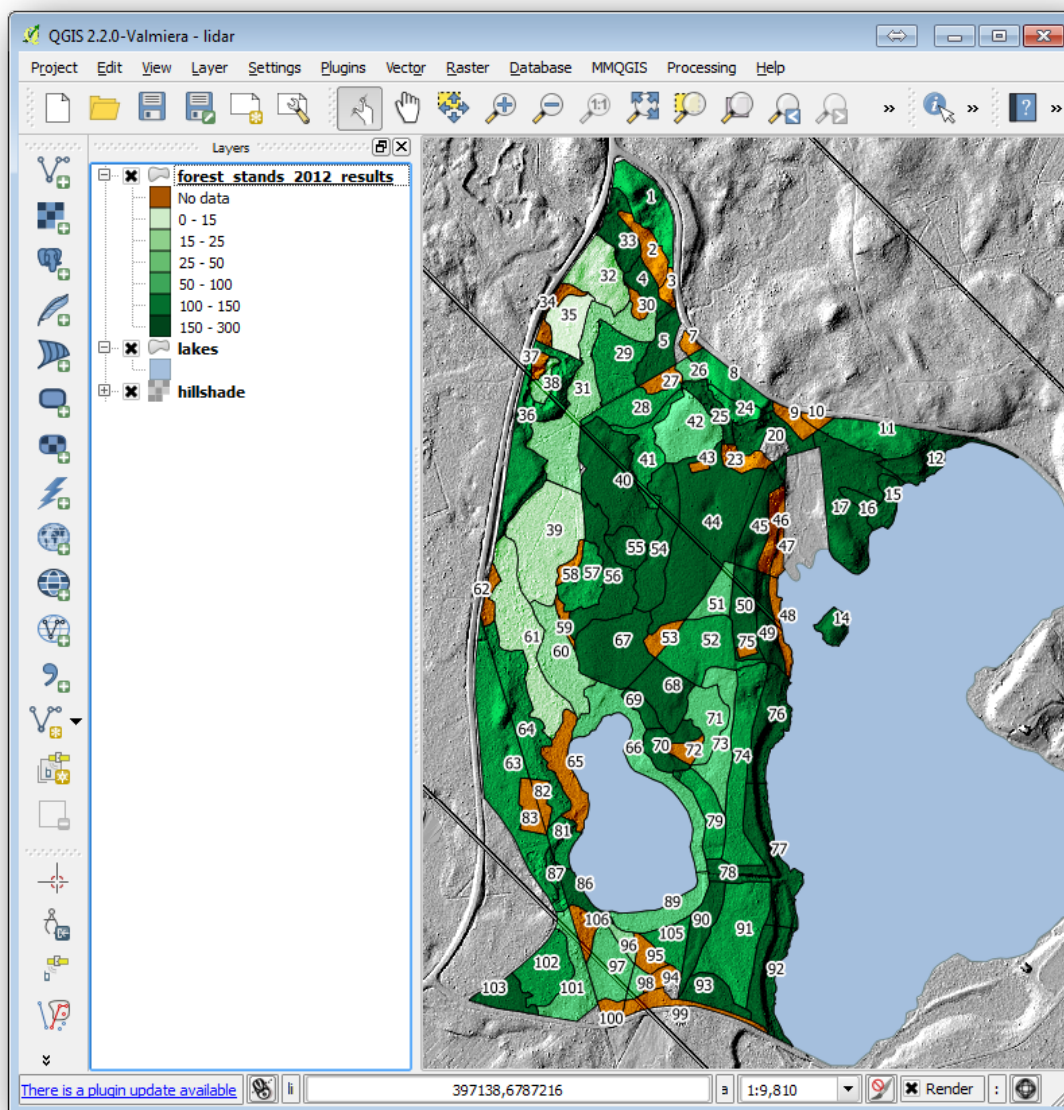 QGIS 2.2.0-Valmiera - lidar
Project Edit View Layer Settings Plugins Vector Raster Database MMQGIS Processing Help
1:1
Layers
forest_stands_2012_results
No data
0 - 15
15 - 25
25 - 50
50 - 100
100 - 150
150 - 300
lakes
hillshade
1
33 2
32 4 3
34 35 30
5 7
37 29 26 8
38 31 27
36 28 42 25 24 9 10
20 11
41 43 23 12
40 15
44 45 46 17 16
39 47
55 54
58 57 56
62 51 50 48 14
59 61 67 53 52 75 49
60
68
69 71 76
64 66 70 72 73 74
63 65
82
83 79
81
77
87 86 78
89
106 90 91
96 105
102 97 95 92
103 101 98 94 93
100 99
There is a plugin update available li 397138,6787216 a 1:9,810 Render :